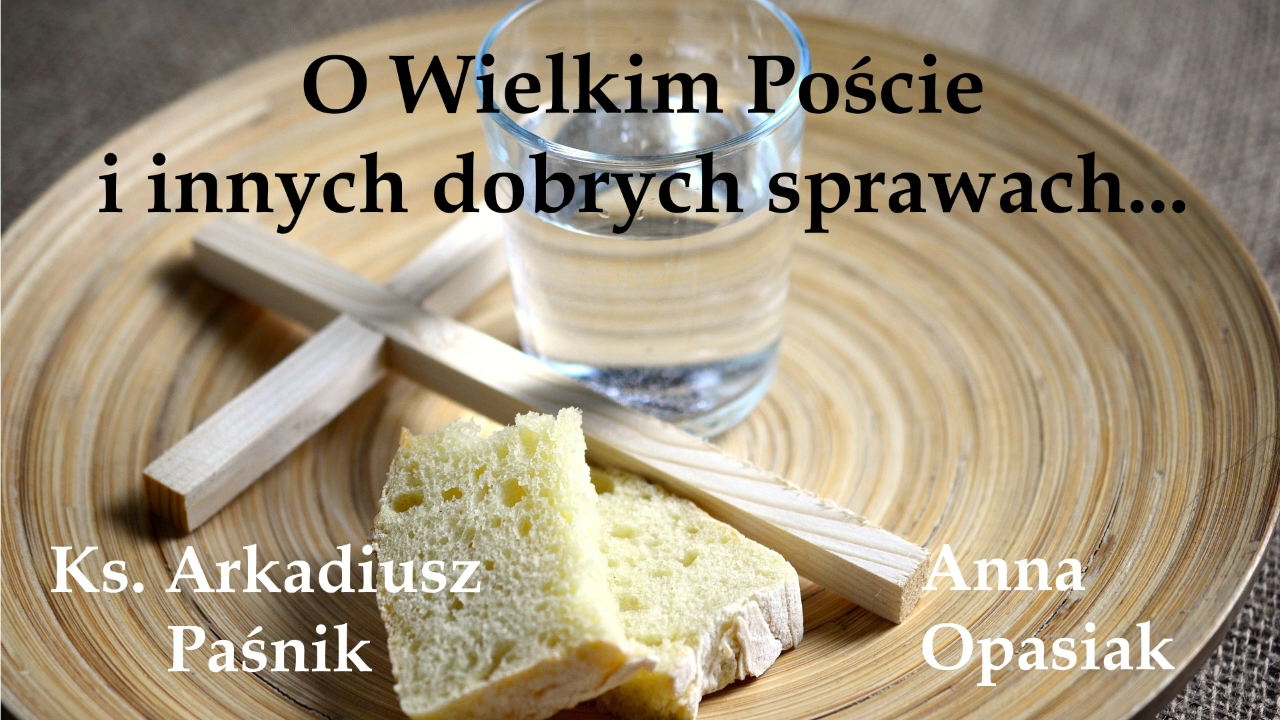 O Wielkim Poście
i innych dobrych sprawach...
Ks. Arkadiusz
Paśnik
Anna
Opasiak